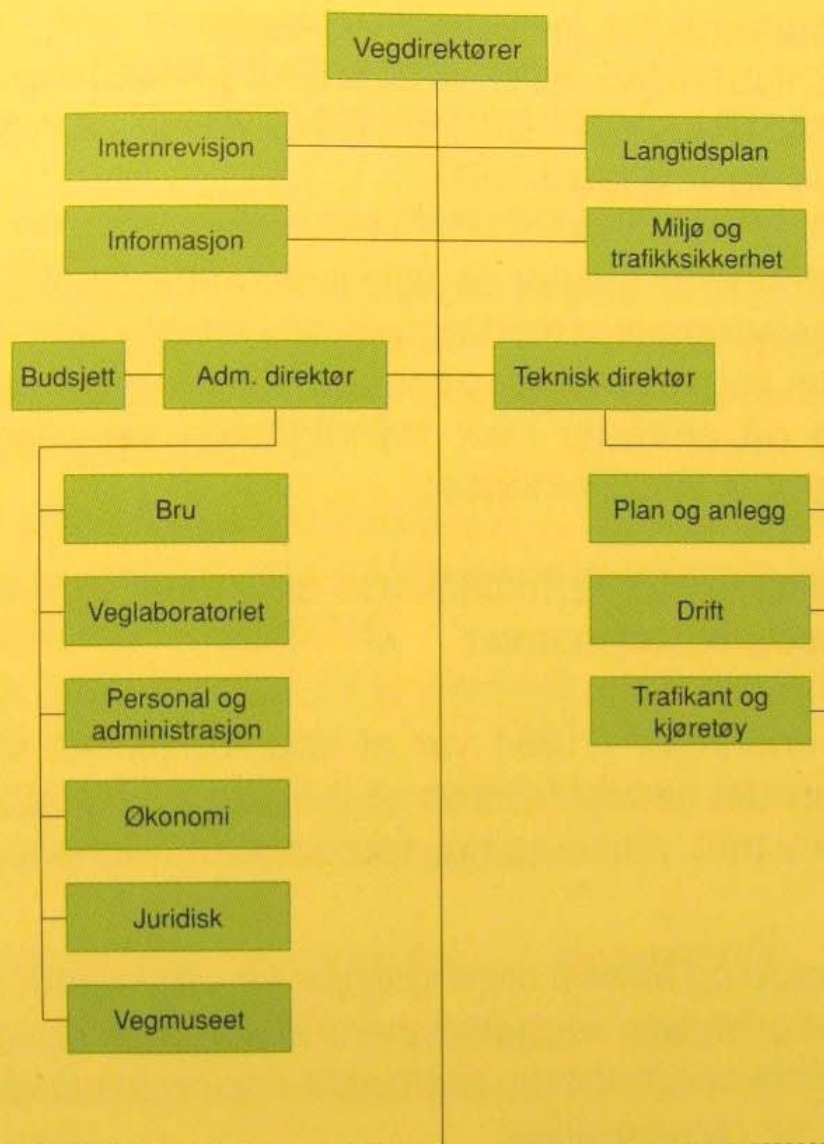 Vegdirektører
Internrevisjon
Langtidsplan
Informasjon
Miljø og
trafikksikkerhet
Budsjett
Adm. direktør
Teknisk direktør
Bru
Plan og anlegg
Veglaboratoriet
Drift
Personal og
administrasjon
Trafikant og
kjøretøy
Økonomi
Juridisk
Vegmuseet